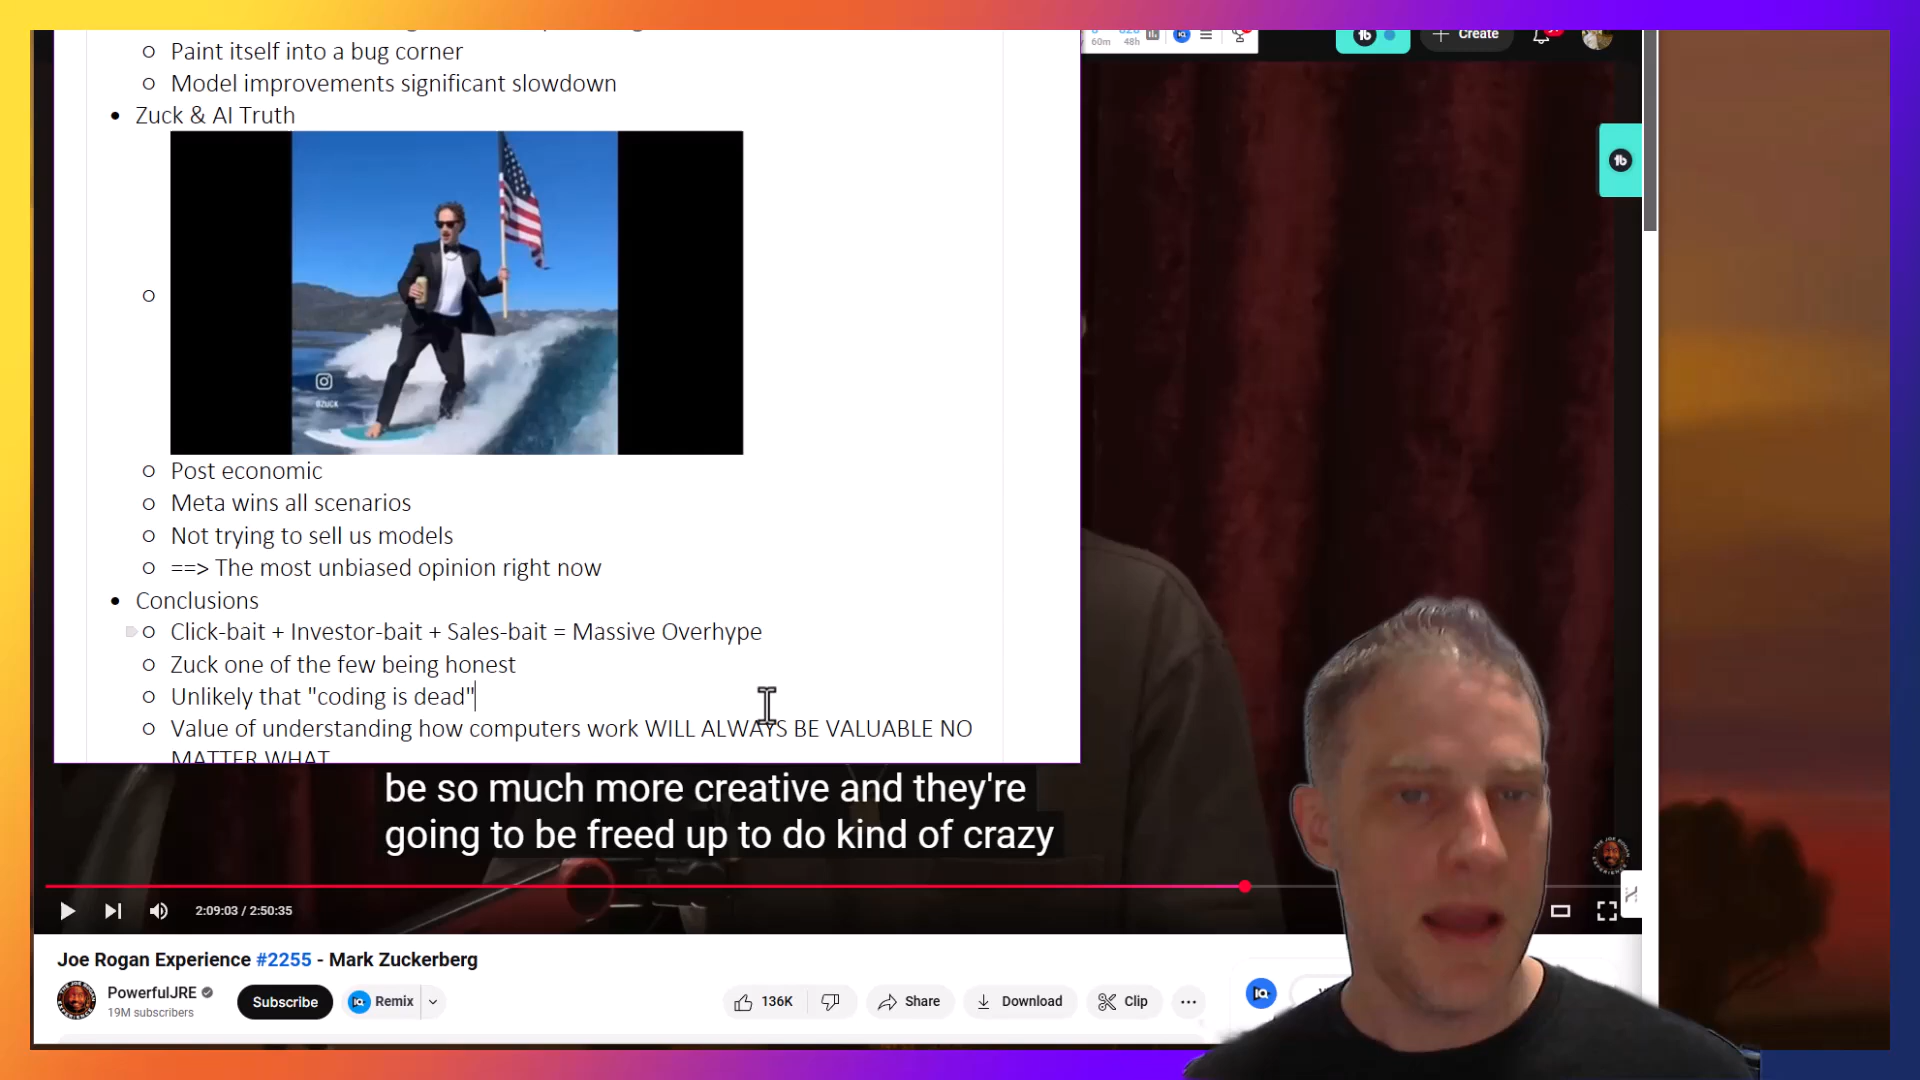 60m 48h
Create
Paint itself into a bug corner
Model improvements significant slowdown
Zuck & AI Truth
Post economic
Meta wins all scenarios
Not trying to sell us models
==> The most unbiased opinion right now
Conclusions
Click-bait + Investor-bait + Sales-bait = Massive Overhype
Zuck one of the few being honest
Unlikely that "coding is dead"
Value of understanding how computers work WILL ALWAYS BE VALUABLE NO
MATTER WHAT
be so much more creative and they're
going to be freed up to do kind of crazy
2:09:03 / 2:50:35
Joe Rogan Experience #2255 - Mark Zuckerberg
PowerfulJRE
19M subscribers
Subscribe
Remix
136K
Share
Download
Clip